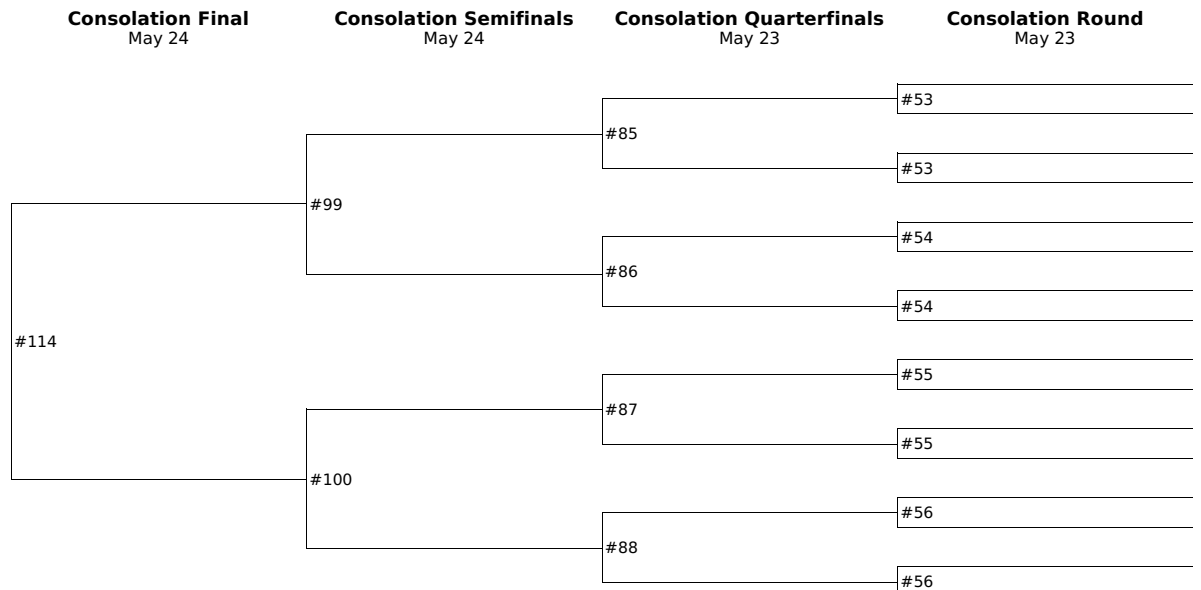 Consolation Final
May 24
Consolation Semifinals
May 24
Consolation Quarterfinals
May 23
Consolation Round
May 23
#53
#85
#53
#99
#54
#86
#54
#114
#55
#87
#55
#100
#56
#88
#56